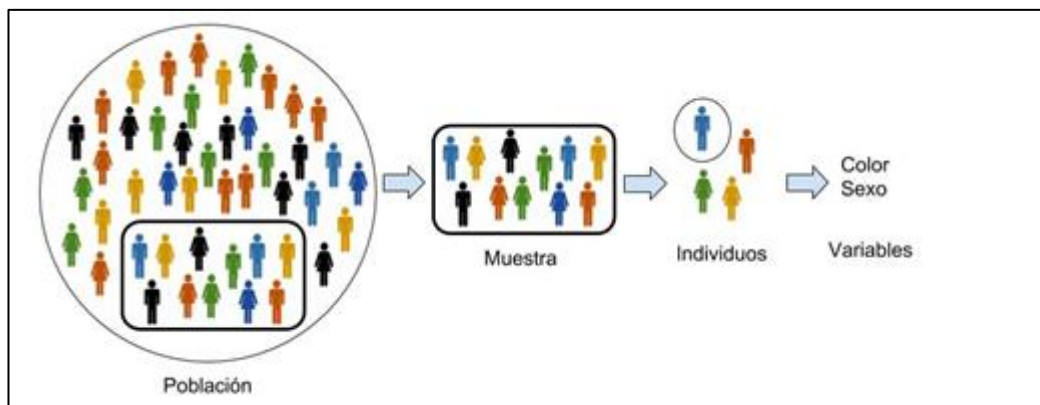 Color
Sexo
Muestra
Individuos
Variables
Población